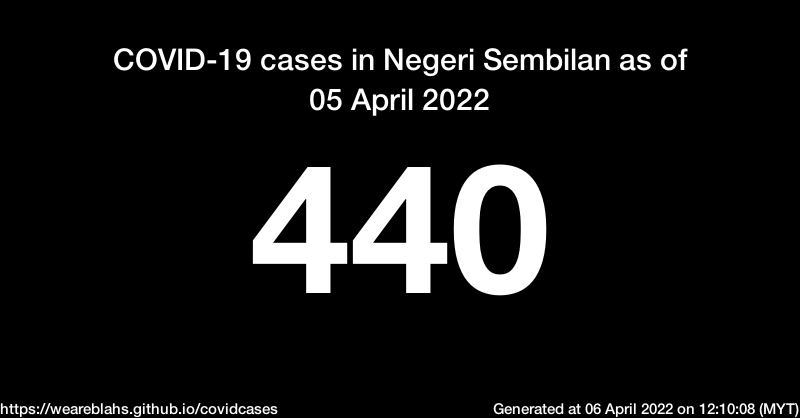 COVID-19 cases in Negeri Sembilan as of
05 April 2022
440
https://weareblahs.github.io/covidcases
Generated at 06 April 2022 on 12:10:08 (MYT)